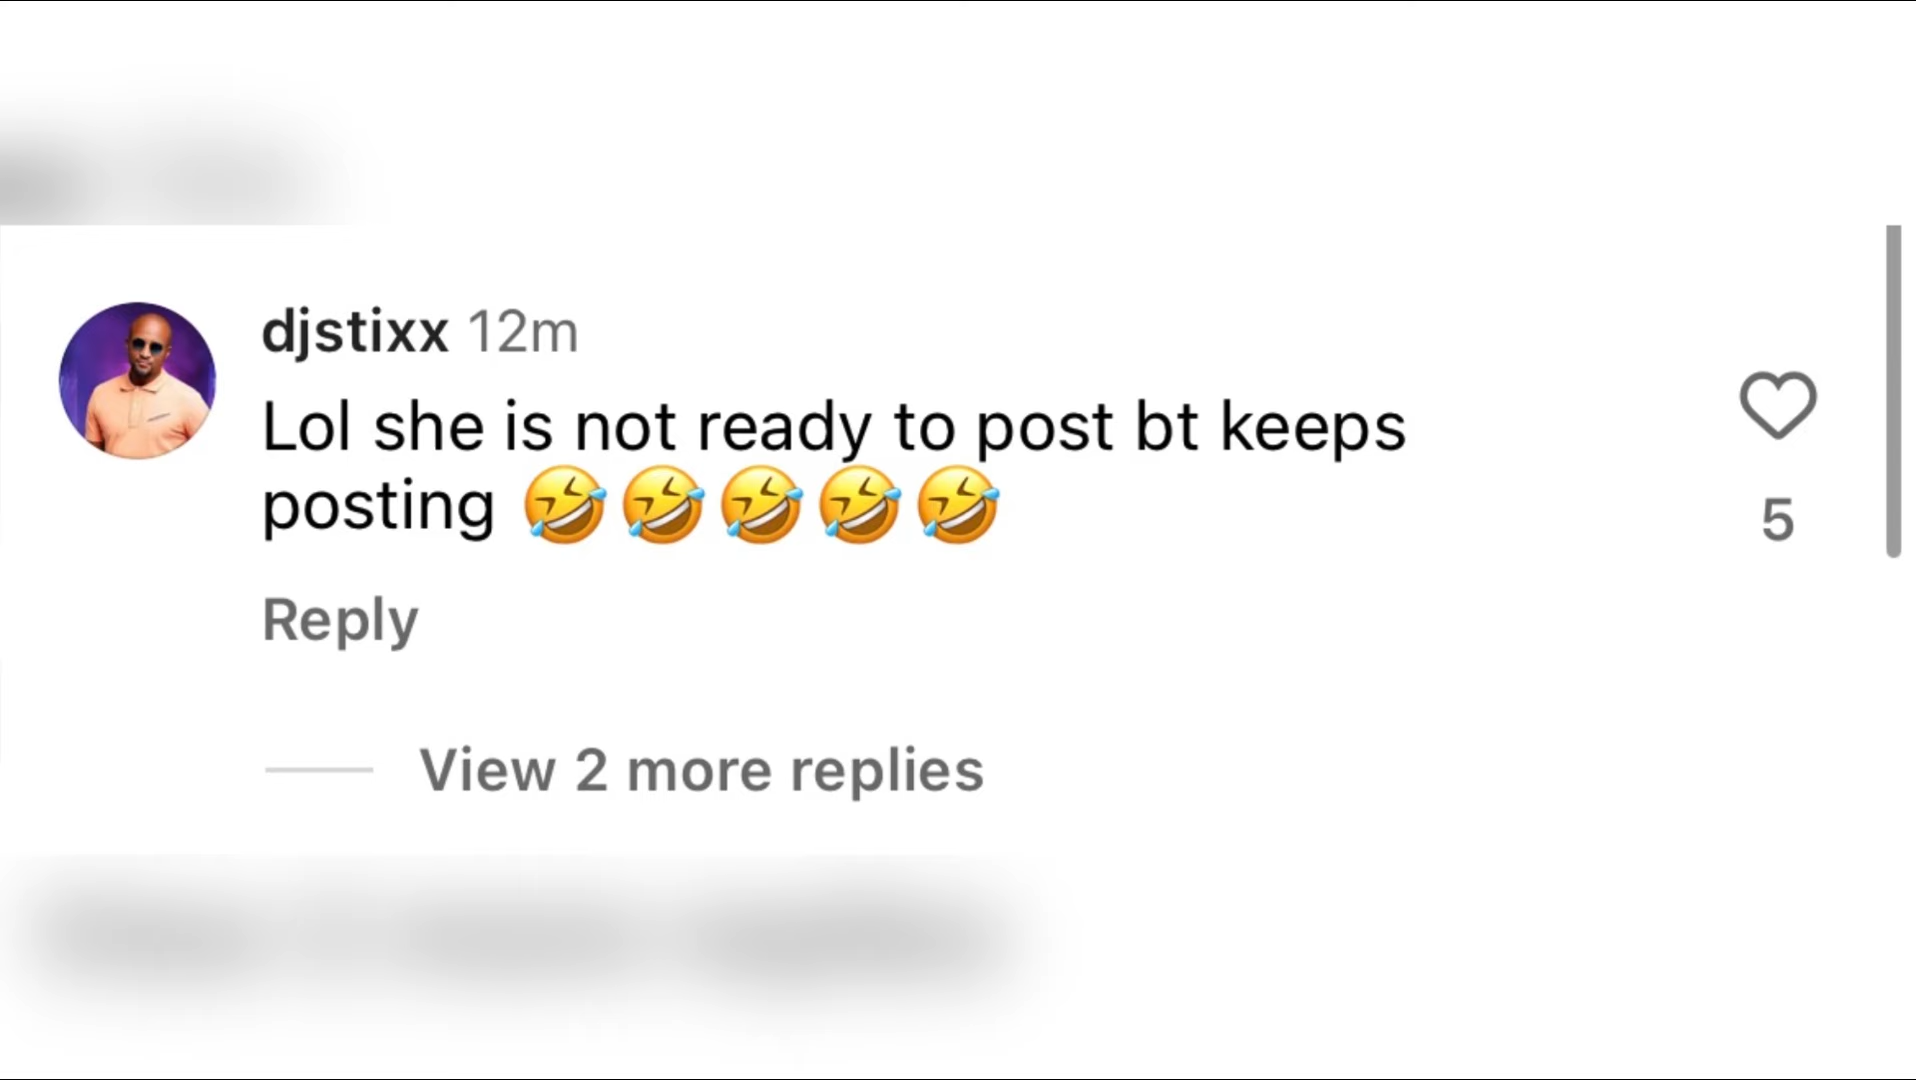 djstixx 12m
Lol she is not ready to post bt keeps
posting 🤣🤣🤣🤣🤣
5
Reply
View 2 more replies